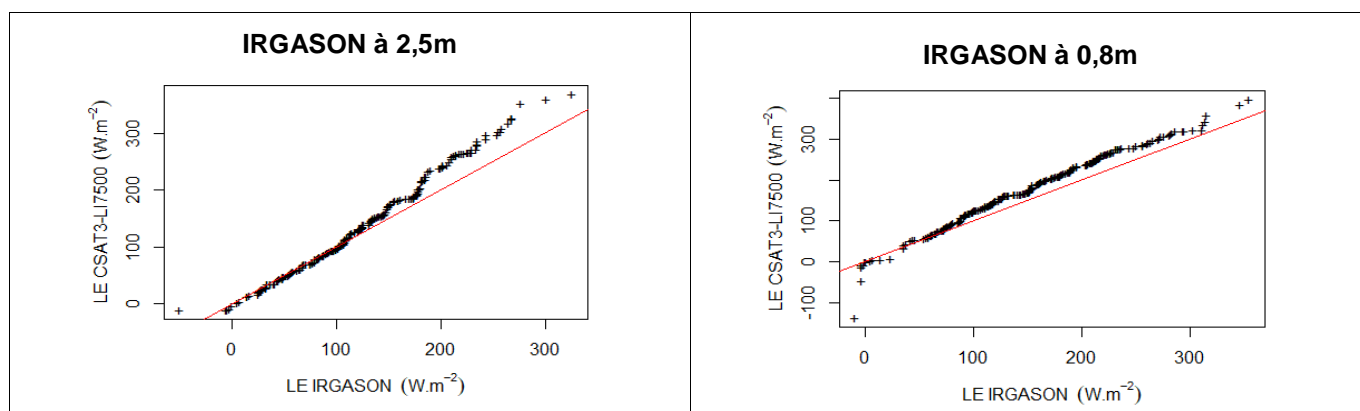 IRGASON à 2,5m
LE CSAT3-LI7500 (W.m⁻²)
300
200
100
0
0 100 200 300
LE IRGASON (W.m⁻²)
IRGASON à 0,8m
LE CSAT3-LI7500 (W.m⁻²)
300
100
0
-100
0 100 200 300
LE IRGASON (W.m⁻²)